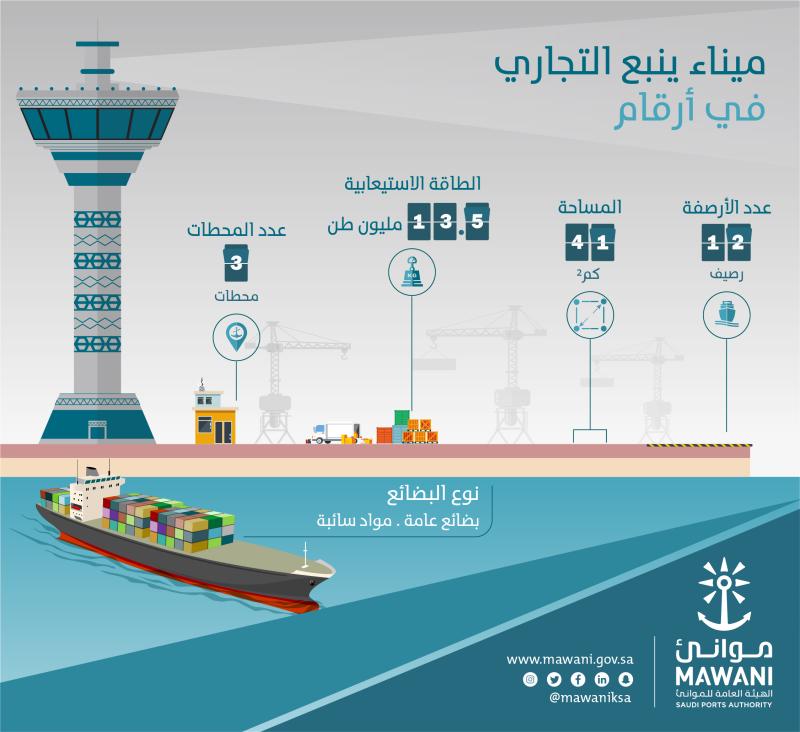 ميناء ينبع التجاري
في أرقام
عدد الأرصفة
12
رصيف
المساحة
41
كم²
الطاقة الاستيعابية
13.5 مليون طن
KG
عدد المحطات
3
محطات
نوع البضائع
بضائع عامة . مواد سائبة
موانئ
MAWANI
الهيئة العامة للموانئ
SAUDI PORTS AUTHORITY
www.mawani.gov.sa
@mawaniksa